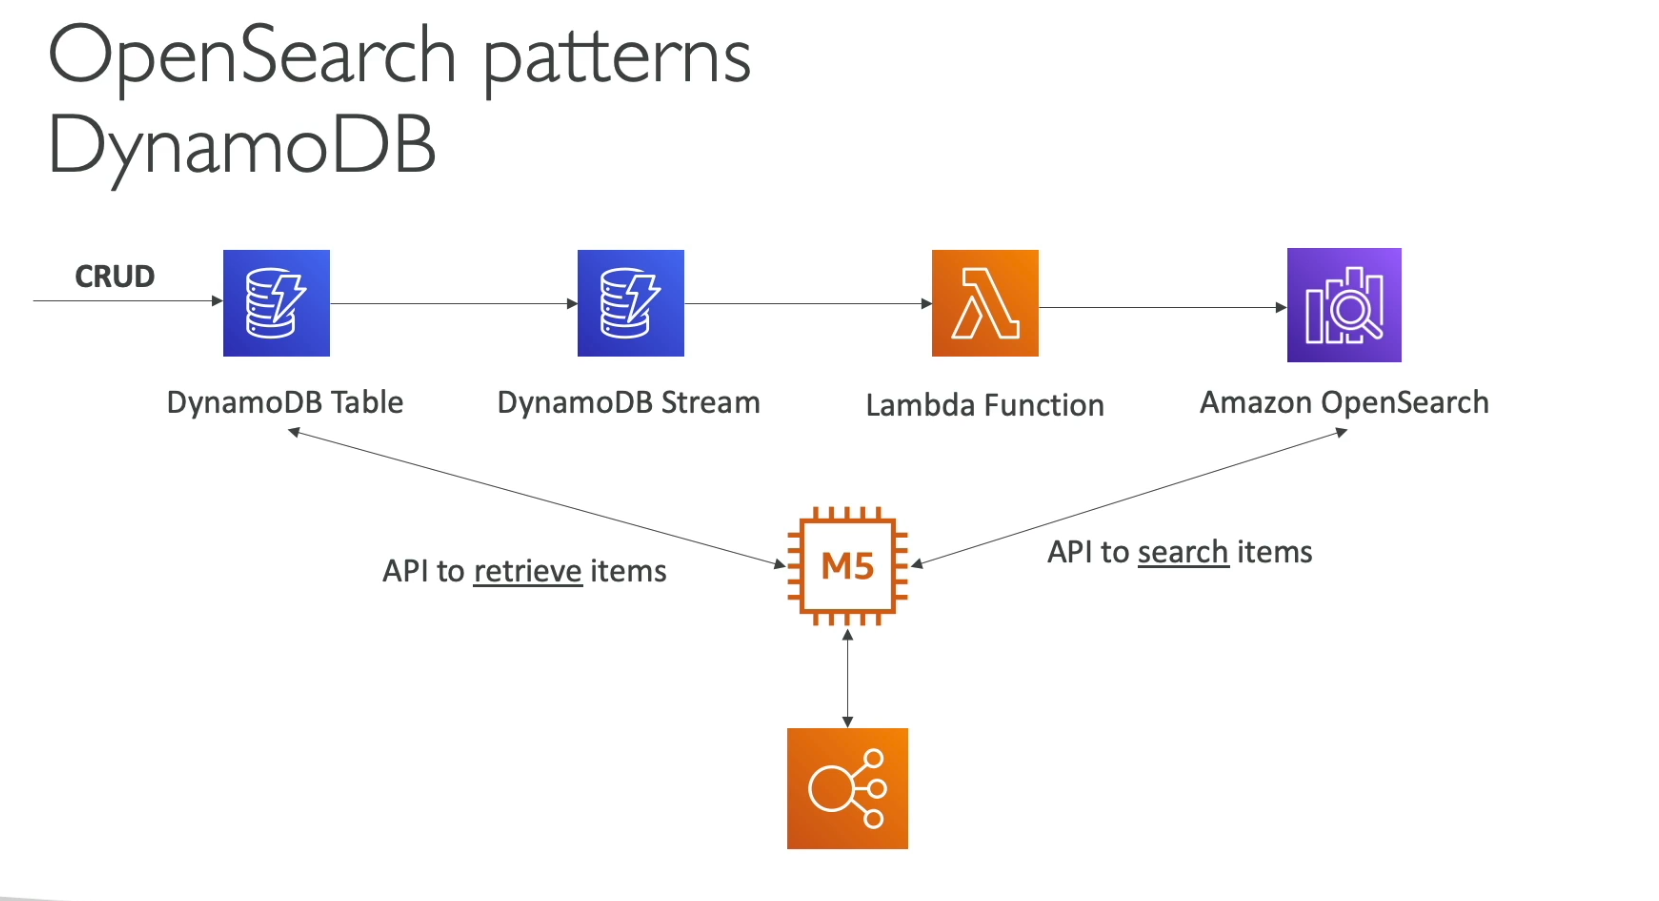 OpenSearch patterns
DynamoDB
CRUD
DynamoDB Table
DynamoDB Stream
Lambda Function
Amazon OpenSearch
API to retrieve items
M5
API to search items